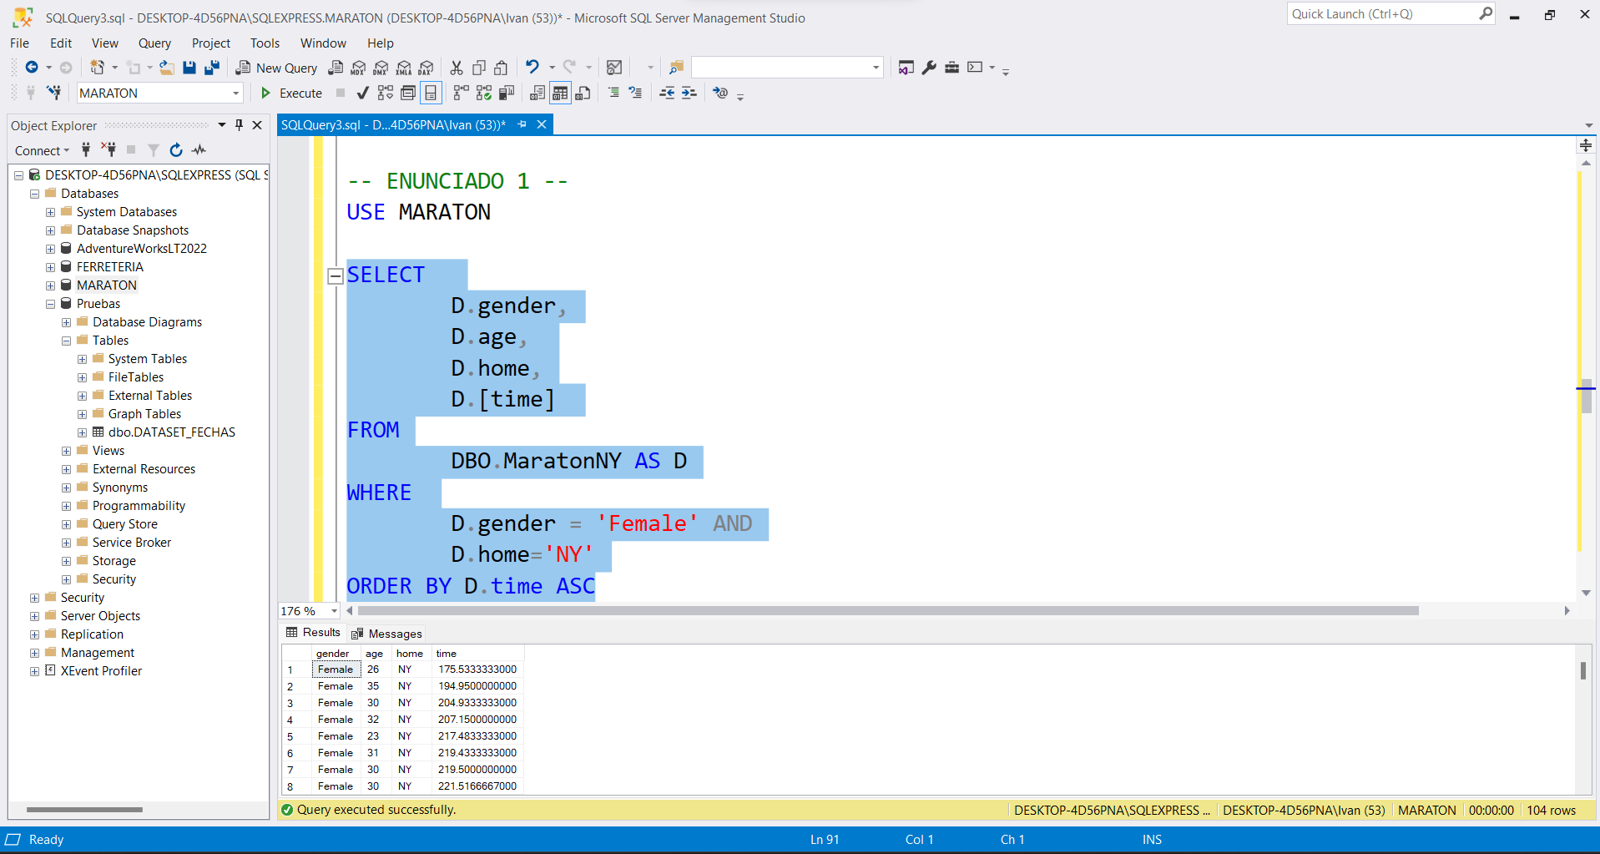 SQLQuery3.sql - DESKTOP-4D56PNA\SQLEXPRESS.MARATON (DESKTOP-4D56PNA\Ivan (53))* - Microsoft SQL Server Management Studio
Quick Launch (Ctrl+Q)
File Edit View Query Project Tools Window Help
New Query MDX DMX XMLA DAX
MARATON Execute
Object Explorer
SQLQuery3.sql - D...4D56PNA\Ivan (53))*
Connect
DESKTOP-4D56PNA\SQLEXPRESS (SQL S
Databases
System Databases
Database Snapshots
AdventureWorksLT2022
FERRETERIA
MARATON
Pruebas
Database Diagrams
Tables
System Tables
FileTables
External Tables
Graph Tables
dbo.DATASET_FECHAS
Views
External Resources
Synonyms
Programmability
Query Store
Service Broker
Storage
Security
Security
Server Objects
Replication
Management
XEvent Profiler
-- ENUNCIADO 1 --
USE MARATON
SELECT
D.gender,
D.age,
D.home,
D.[time]
FROM
DBO.MaratonNY AS D
WHERE
D.gender = 'Female' AND
D.home='NY'
ORDER BY D.time ASC
176 %
Results Messages
gender age home time
1 Female 26 NY 175.5333333000
2 Female 35 NY 194.9500000000
3 Female 30 NY 204.9333333000
4 Female 32 NY 207.1500000000
5 Female 23 NY 217.4833333000
6 Female 31 NY 219.4333333000
7 Female 30 NY 219.5000000000
8 Female 30 NY 221.5166667000
Query executed successfully. DESKTOP-4D56PNA\SQLEXPRESS ... DESKTOP-4D56PNA\Ivan (53) MARATON 00:00:00 104 rows
Ready Ln 91 Col 1 Ch 1 INS